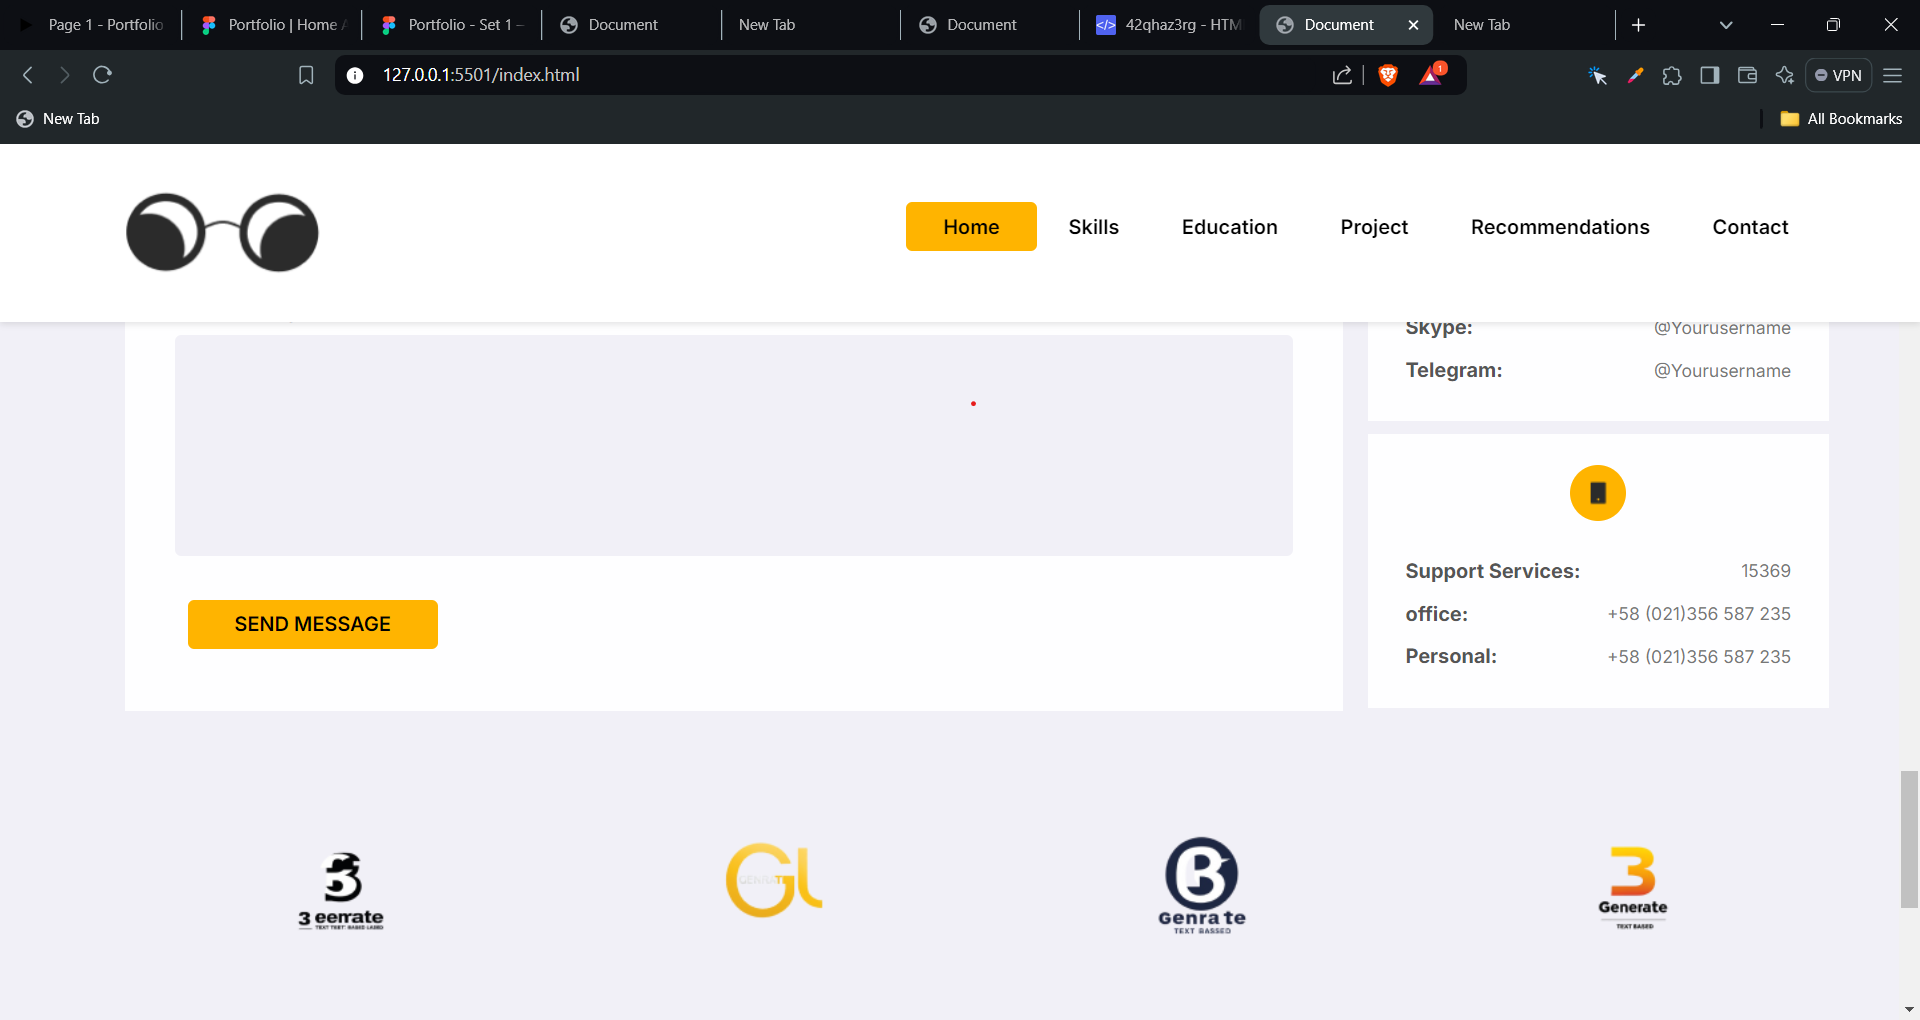 Page 1 - Portfolio
Portfolio | Home
Portfolio - Set 1 –
Document
New Tab
Document
42qhaz3rg - HTM
Document
New Tab
127.0.0.1:5501/index.html
1
VPN
New Tab
All Bookmarks
Home
Skills
Education
Project
Recommendations
Contact
Skype:
@Yourusername
Telegram:
@Yourusername
Support Services:
15369
office:
+58 (021)356 587 235
Personal:
+58 (021)356 587 235
SEND MESSAGE
3 eerrate
GL
B
Genra te
TEXT BASSED
3
Generate
TEXT BASED